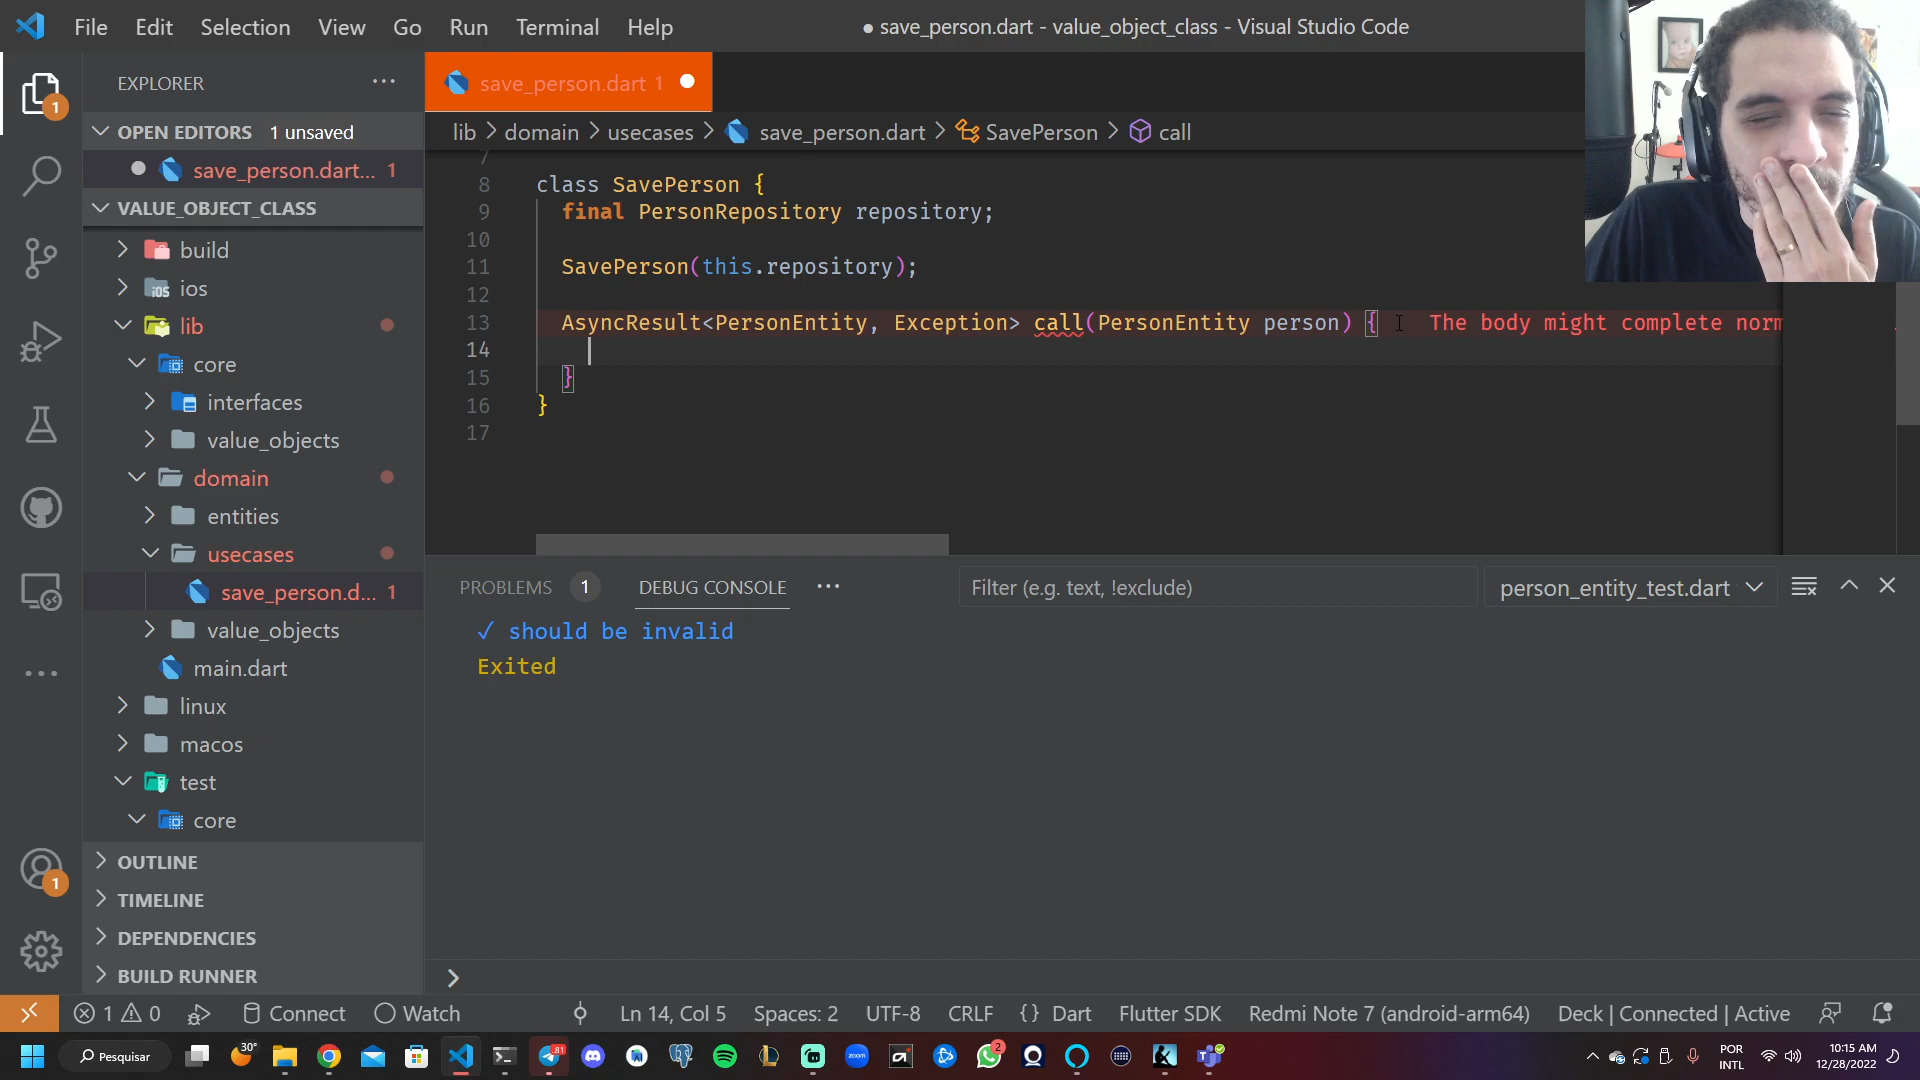 File Edit Selection View Go Run Terminal Help ● save_person.dart - value_object_class - Visual Studio Code
EXPLORER ···
save_person.dart 1
OPEN EDITORS 1 unsaved
save_person.dart... 1
VALUE_OBJECT_CLASS
build
ios
lib
core
interfaces
value_objects
domain
entities
usecases
save_person.d... 1
value_objects
main.dart
linux
macos
test
core
OUTLINE
TIMELINE
DEPENDENCIES
BUILD RUNNER
1
1
lib > domain > usecases > save_person.dart > SavePerson > call
7
8 class SavePerson {
9 final PersonRepository repository;
10
11 SavePerson(this.repository);
12
13 AsyncResult<PersonEntity, Exception> call(PersonEntity person) { The body might complete norm
14
15 }
16 }
17
PROBLEMS 1 DEBUG CONSOLE ··· Filter (e.g. text, !exclude) person_entity_test.dart
✓ should be invalid
Exited
>
1 0 Connect Watch Ln 14, Col 5 Spaces: 2 UTF-8 CRLF {} Dart Flutter SDK Redmi Note 7 (android-arm64) Deck | Connected | Active
Pesquisar 30° 81 zoom 2 POR INTL 10:15 AM 12/28/2022